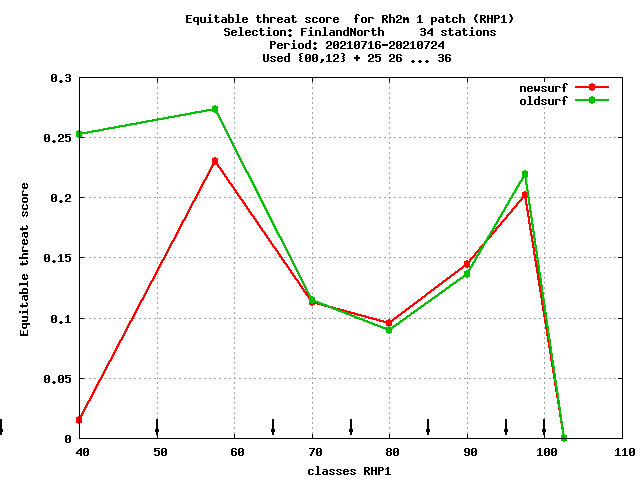 Equitable threat score  for Rh2m 1 patch (RHP1)
Selection: FinlandNorth     34 stations
Period: 20210716-20210724
Used {00,12} + 25 26 ... 36
newsurf
oldsurf
Equitable threat score
0.3
0.25
0.2
0.15
0.1
0.05
0
40 50 60 70 80 90 100 110
classes RHP1